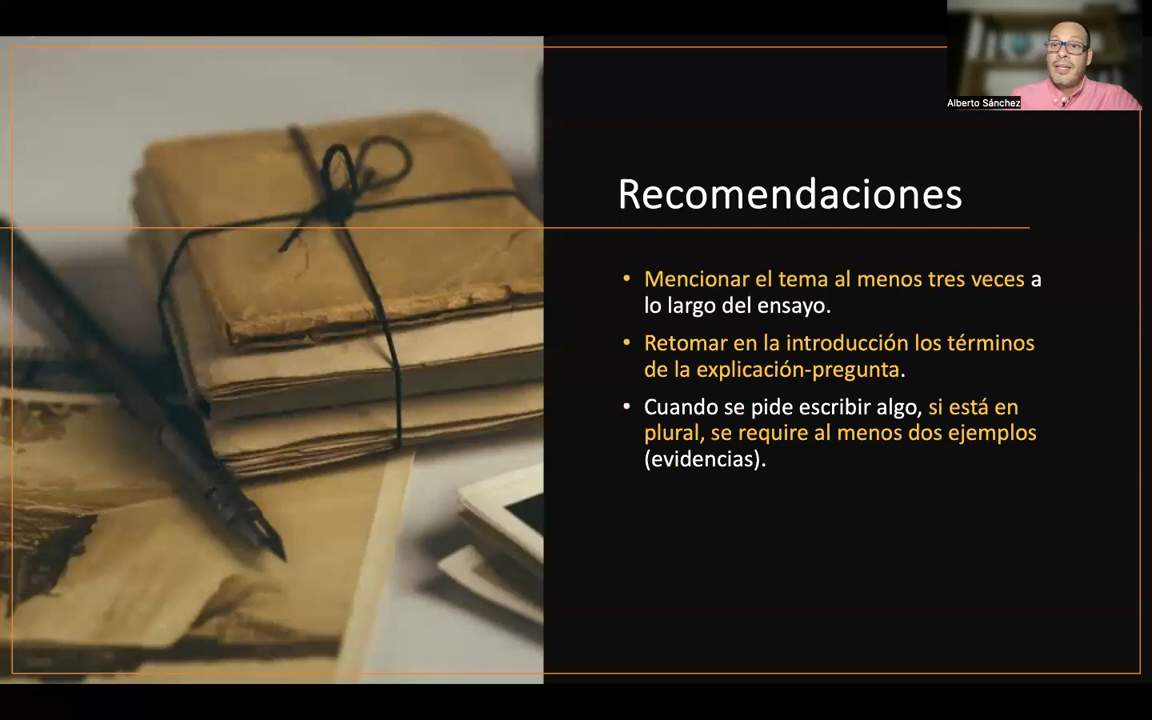 Alberto Sánchez
Recomendaciones
• Mencionar el tema al menos tres veces a
lo largo del ensayo.
• Retomar en la introducción los términos
de la explicación-pregunta.
• Cuando se pide escribir algo, si está en
plural, se require al menos dos ejemplos
(evidencias).